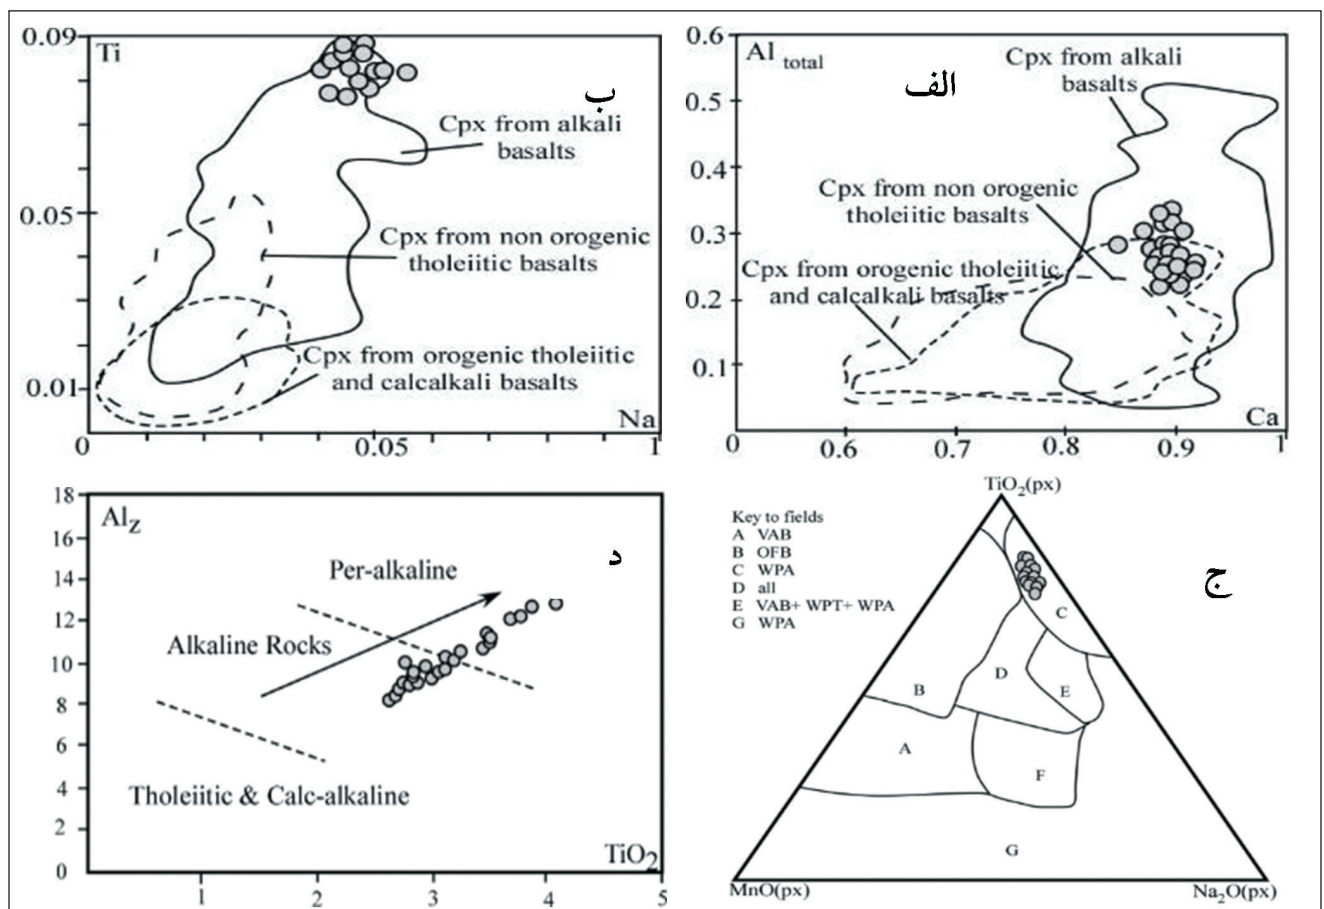 0.09
Ti
ب
Cpx from alkali
basalts
0.05
Cpx from non orogenic
tholeiitic basalts
Cpx from orogenic tholeiitic
and calcalkali basalts
0.01
Na
0
0.05
1
0.6
Al total
الف
Cpx from alkali
basalts
0.5
0.4
Cpx from non orogenic
tholeiitic basalts
0.3
Cpx from orogenic tholeiitic
and calcalkali basalts
0.2
0.1
Ca
0
0.6
0.7
0.8
0.9
1
18
Alz
16
د
Per-alkaline
14
12
Alkaline Rocks
10
8
6
4
Tholeiitic & Calc-alkaline
2
TiO2
0
1
2
3
4
5
TiO2(px)
Key to fields
A VAB
B OFB
C WPA
D all
E VAB+ WPT+ WPA
G WPA
ج
C
D
B
E
A
F
G
MnO(px)
Na2O(px)